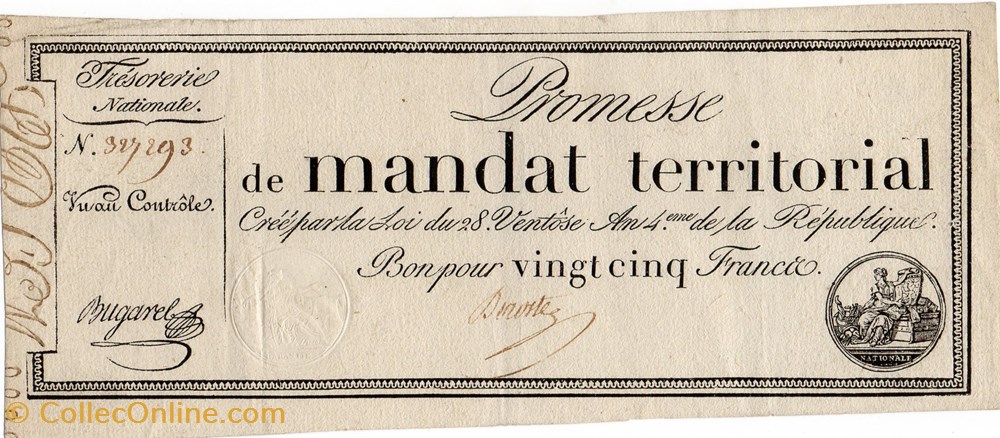 Trésorerie
Nationale.
N. 327293.
Vu au Contrôle.
Bugarel
Promesse
de mandat territorial
Créé par la Loi du 28. Ventôse An 4.eme de la République.
Bon pour vingt cinq Francs.
NATIONALE
© CollecOnline.com